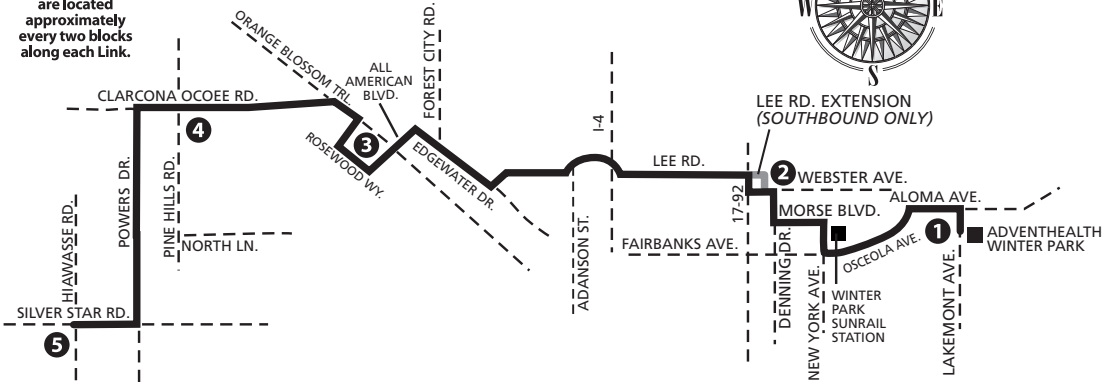 are located
approximately
every two blocks
along each Link.
W
E
S
ORANGE BLOSSOM TRL.
FOREST CITY RD.
ALL
AMERICAN
BLVD.
CLARCONA OCOEE RD.
4
3
ROSEWOOD WY.
EDGEWATER DR.
I-4
LEE RD. EXTENSION
(SOUTHBOUND ONLY)
LEE RD.
2
WEBSTER AVE.
17-92
ALOMA AVE.
MORSE BLVD.
1
ADVENTHEALTH
WINTER PARK
POWERS DR.
PINE HILLS RD.
HIAWASSE RD.
NORTH LN.
ADANSON ST.
FAIRBANKS AVE.
DENNING DR.
OSCEOLA AVE.
NEW YORK AVE.
WINTER
PARK
SUNRAIL
STATION
LAKEMONT AVE.
SILVER STAR RD.
5